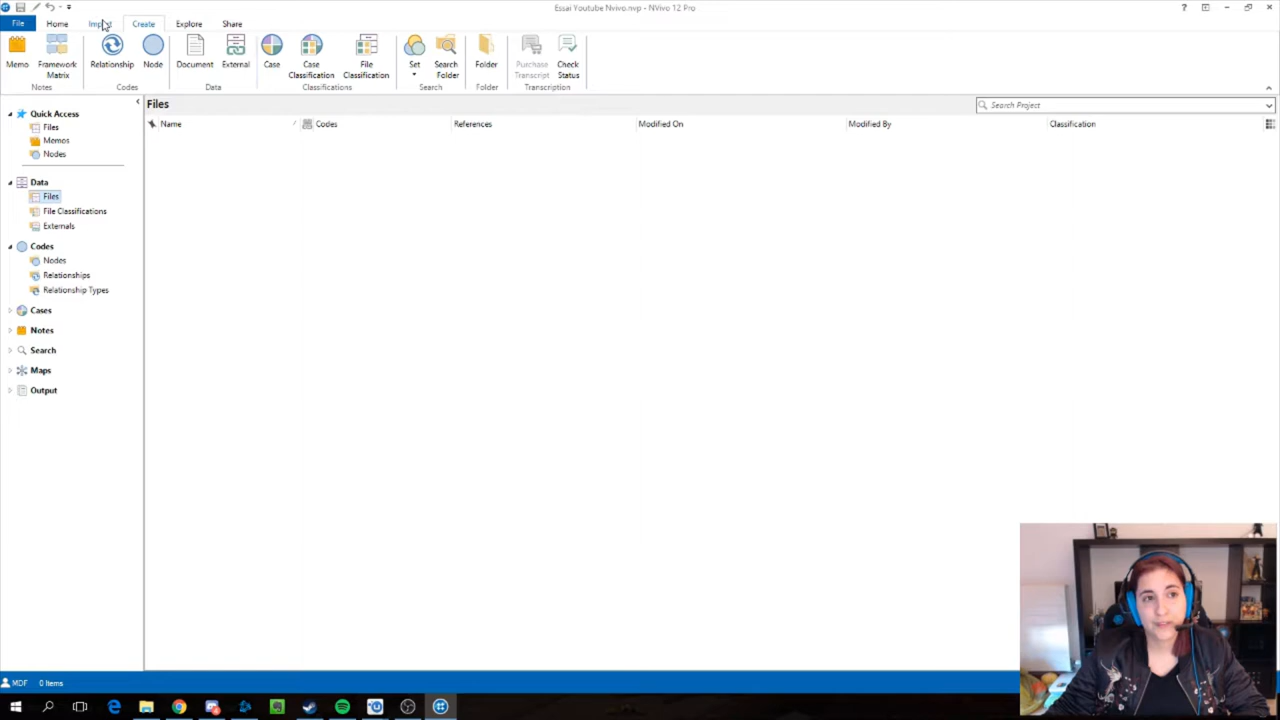 Essai Youtube Nvivo.nvp - NVivo 12 Pro
File Home Import Create Explore Share
Memo Framework Matrix Relationship Node Document External Case Case Classification File Classification Set Search Folder Folder Purchase Transcript Check Status
Notes Codes Data Classifications Search Folder Transcription
Quick Access
Files
Memos
Nodes
Data
Files
File Classifications
Externals
Codes
Nodes
Relationships
Relationship Types
Cases
Notes
Search
Maps
Output
Files
Search Project
Name Codes References Modified On Modified By Classification
MDF 0 Items